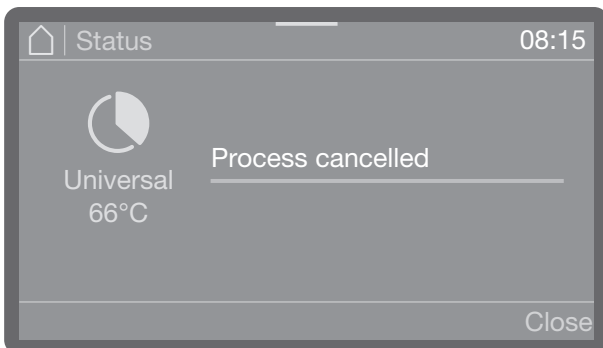 Status 08:15
Process cancelled
Universal
66°C
Close